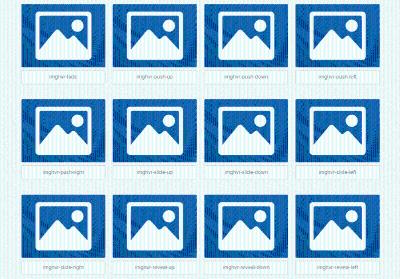 imghvr-fade
imghvr-push-up
imghvr-push-down
imghvr-push-left
imghvr-push-right
imghvr-slide-up
imghvr-slide-down
imghvr-slide-left
imghvr-slide-right
imghvr-reveal-up
imghvr-reveal-down
imghvr-reveal-left